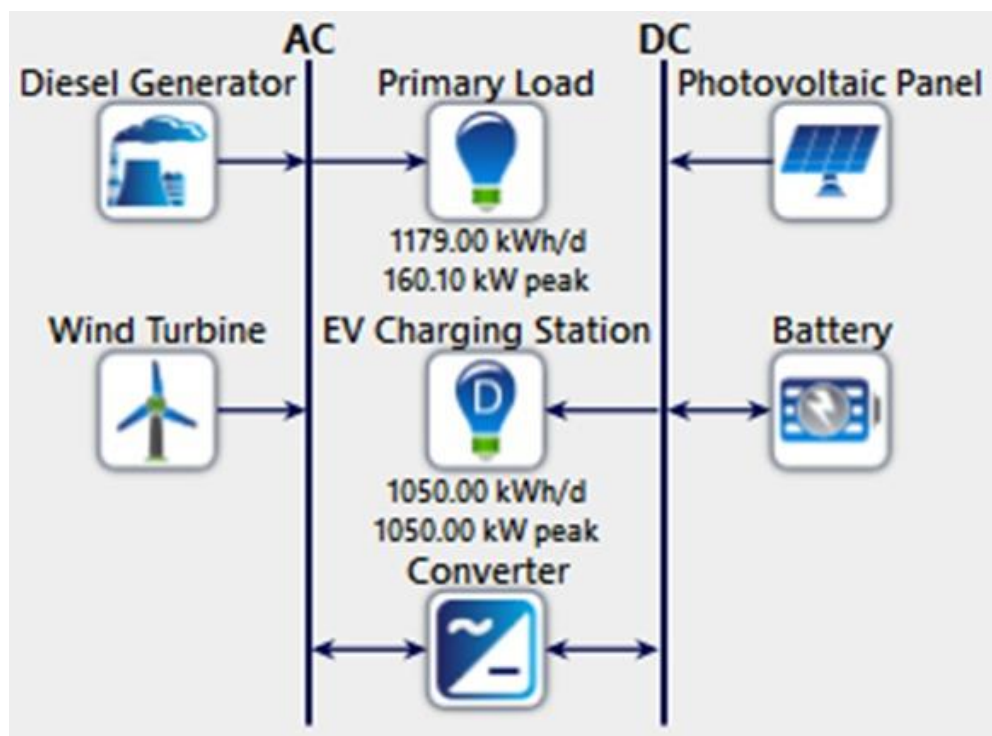 AC
DC
Diesel Generator
Primary Load
Photovoltaic Panel
1179.00 kWh/d
160.10 kW peak
Wind Turbine
EV Charging Station
Battery
D
1050.00 kWh/d
1050.00 kW peak
Converter